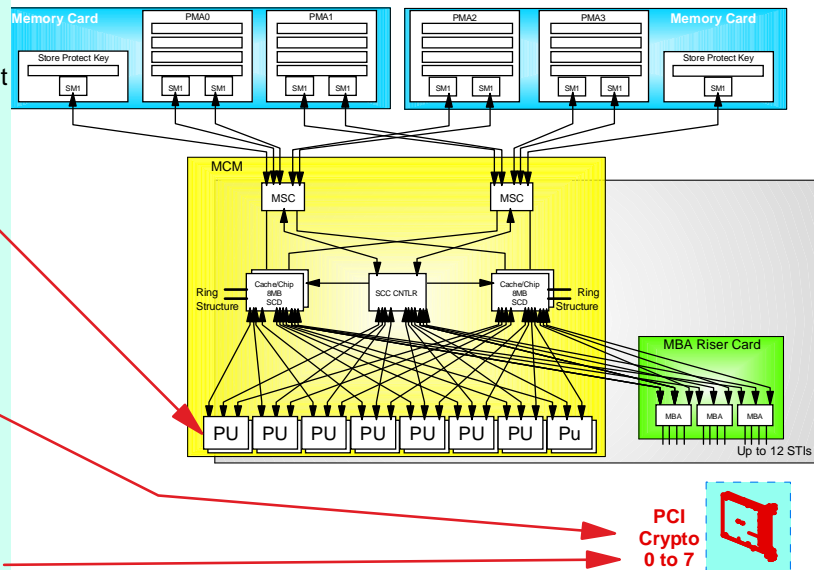 Memory Card
PMA0
PMA1
PMA2
PMA3
Memory Card
Store Protect Key
Store Protect Key
t
SM1
SM1
SM1
SM1
SM1
SM1
SM1
SM1
SM1
SM1
MCM
MSC
MSC
Cache/Chip
8MB
SCD
SCC CNTLR
Cache/Chip
8MB
SCD
Ring
Structure
Ring
Structure
MBA Riser Card
MBA
MBA
MBA
PU
PU
PU
PU
PU
PU
PU
Pu
Up to 12 STIs
PCI
Crypto
0 to 7